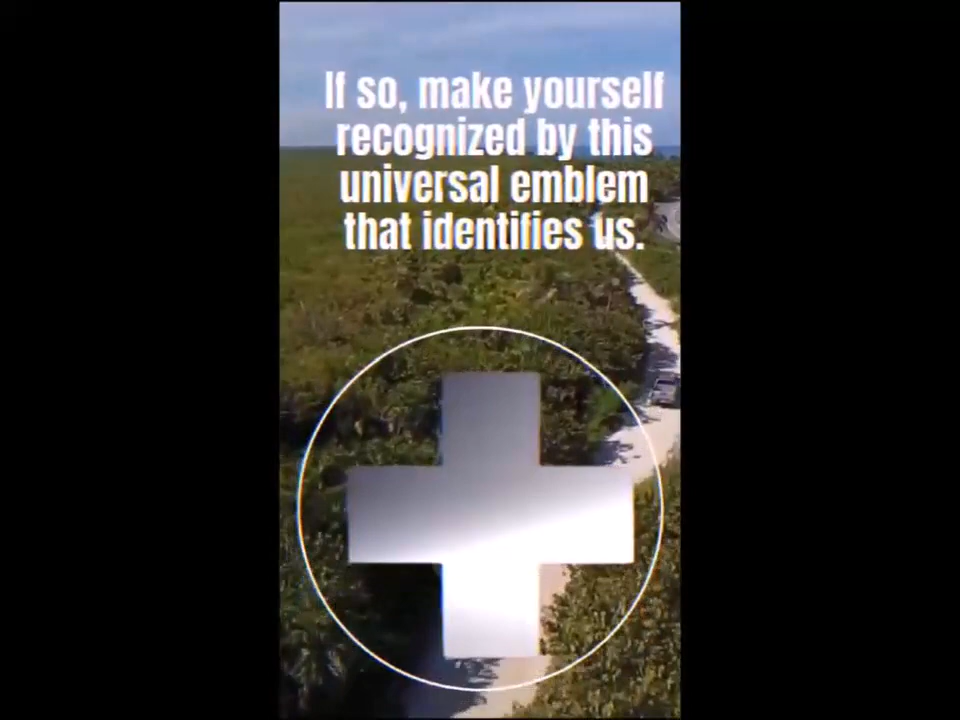 If so, make yourself
recognized by this
universal emblem
that identifies us.